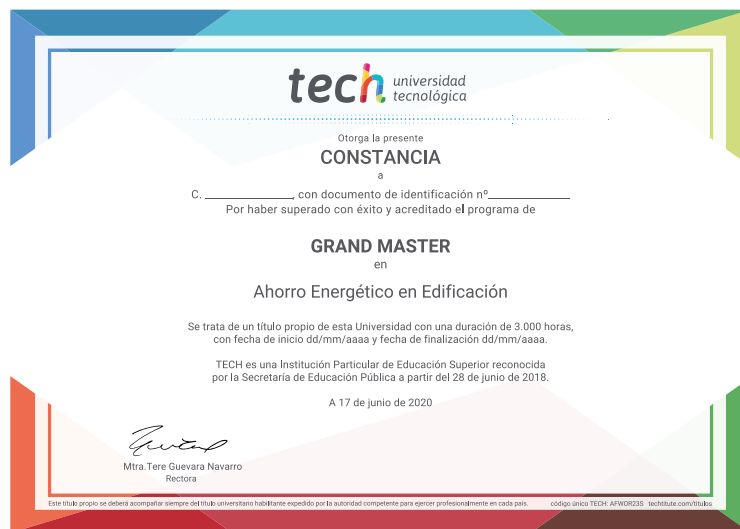 tech universidad
tecnológica
Otorga la presente
CONSTANCIA
a
C. ________________, con documento de identificación nº______________
Por haber superado con éxito y acreditado el programa de
GRAND MASTER
en
Ahorro Energético en Edificación
Se trata de un título propio de esta Universidad con una duración de 3.000 horas,
con fecha de inicio dd/mm/aaaa y fecha de finalización dd/mm/aaaa.
TECH es una Institución Particular de Educación Superior reconocida
por la Secretaría de Educación Pública a partir del 28 de junio de 2018.
A 17 de junio de 2020
Mtra.Tere Guevara Navarro
Rectora
Este título propio se deberá acompañar siempre del título universitario habilitante expedido por la autoridad competente para ejercer profesionalmente en cada país. código único TECH: AFWOR23S techtitute.com/titulos